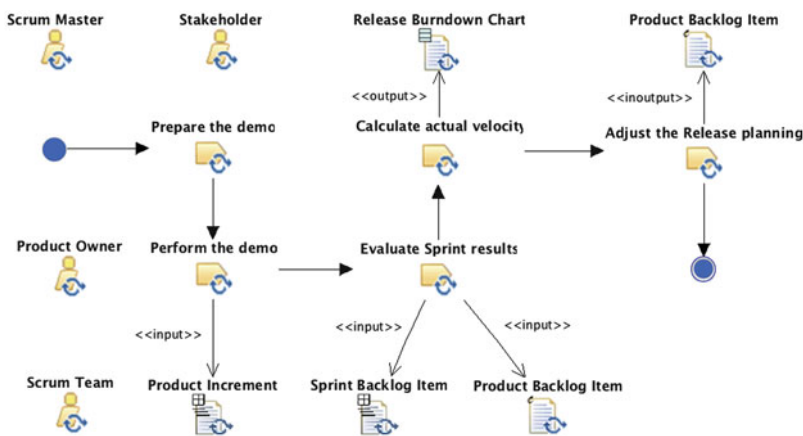 Scrum Master
Stakeholder
Release Burndown Chart
Product Backlog Item
<<output>>
<<inoutput>>
Prepare the demo
Calculate actual velocity
Adjust the Release planning
Product Owner
Perform the demo
Evaluate Sprint results
<<input>>
<<input>>
<<input>>
Scrum Team
Product Increment
Sprint Backlog Item
Product Backlog Item